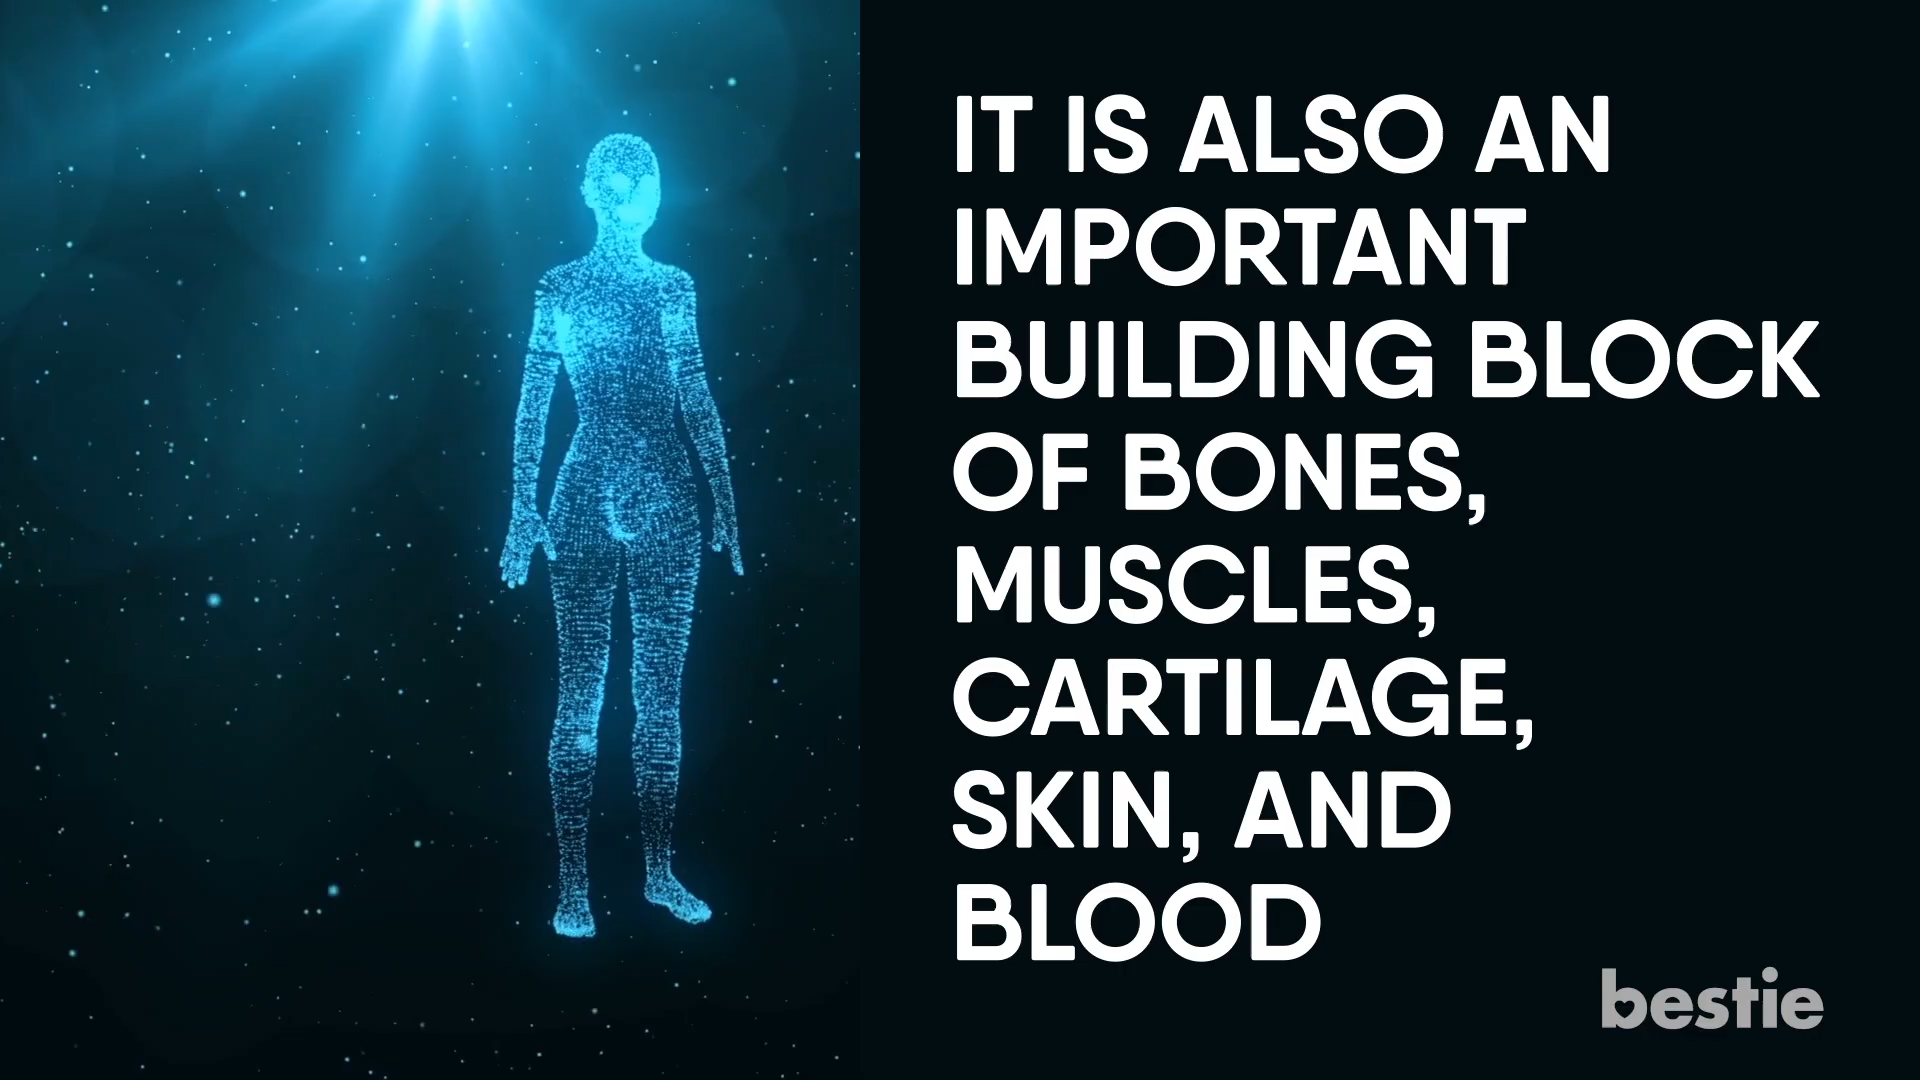 IT IS ALSO AN
IMPORTANT
BUILDING BLOCK
OF BONES,
MUSCLES,
CARTILAGE,
SKIN, AND
BLOOD
bestie